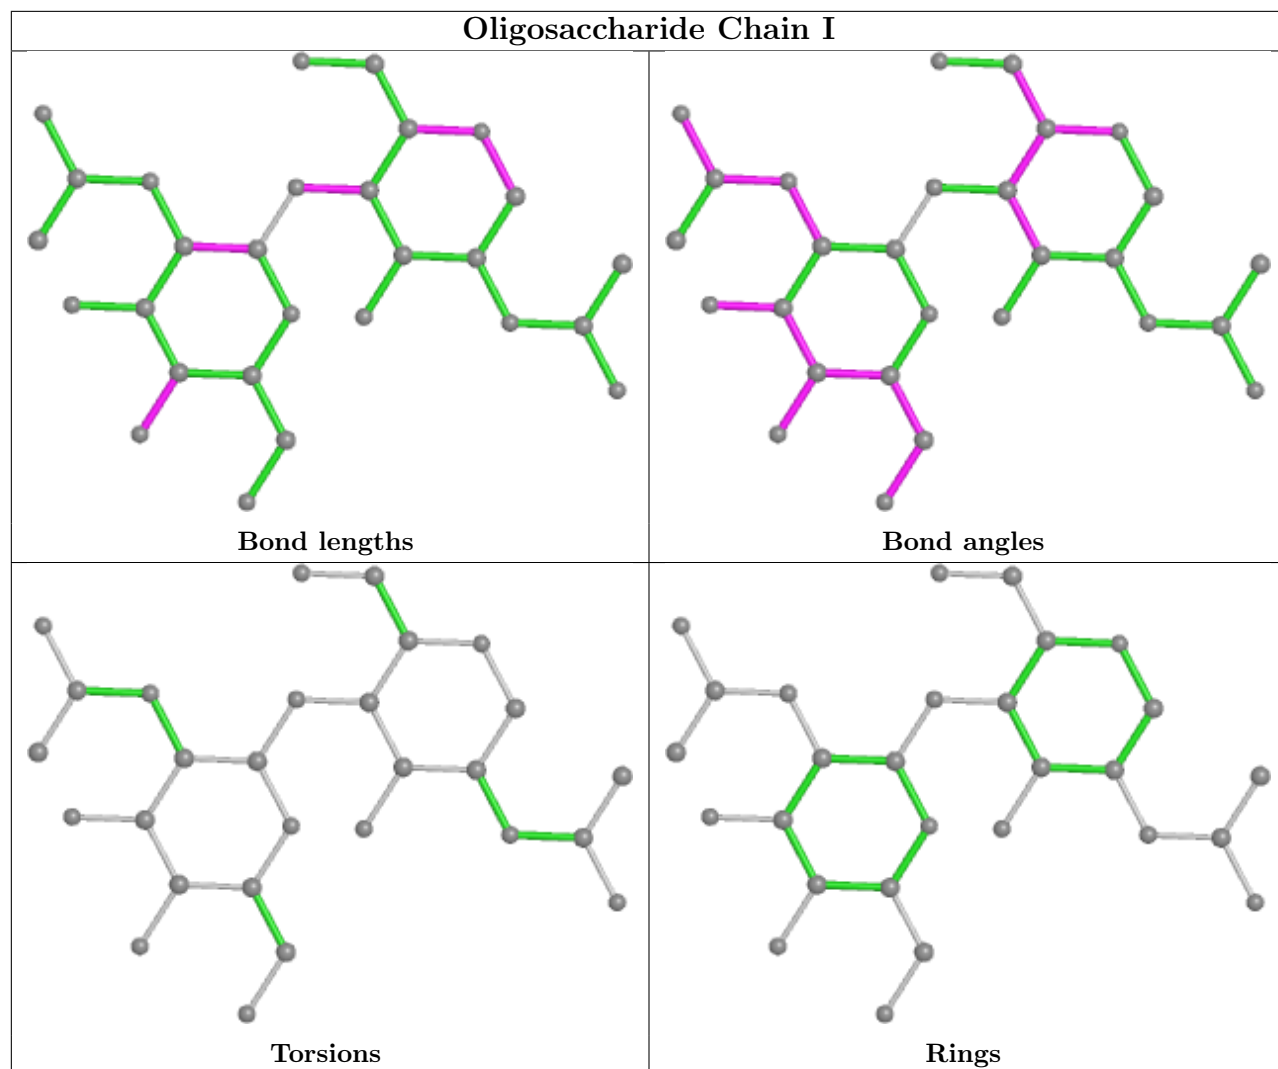 Oligosaccharide Chain I
Bond lengths
Bond angles
Torsions
Rings